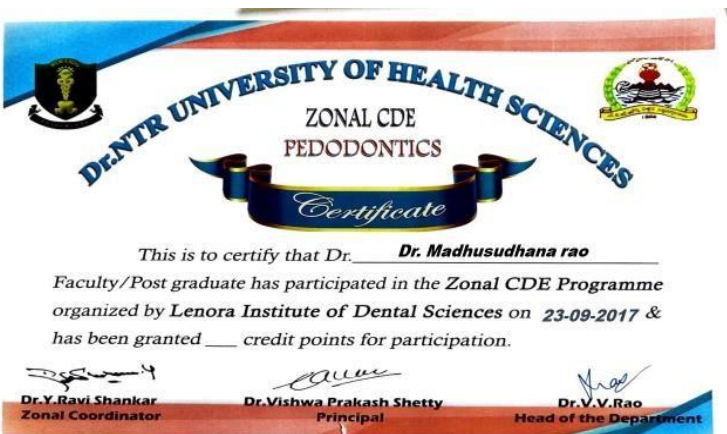 Dr.NTR UNIVERSITY OF HEALTH SCIENCES
ZONAL CDE
PEDODONTICS
Certificate
This is to certify that Dr. Dr. Madhusudhana rao
Faculty/Post graduate has participated in the Zonal CDE Programme
organized by Lenora Institute of Dental Sciences on 23-09-2017 &
has been granted ___ credit points for participation.
Dr.Y.Ravi Shankar
Zonal Coordinator
Dr.Vishwa Prakash Shetty
Principal
Dr.V.V.Rao
Head of the Department